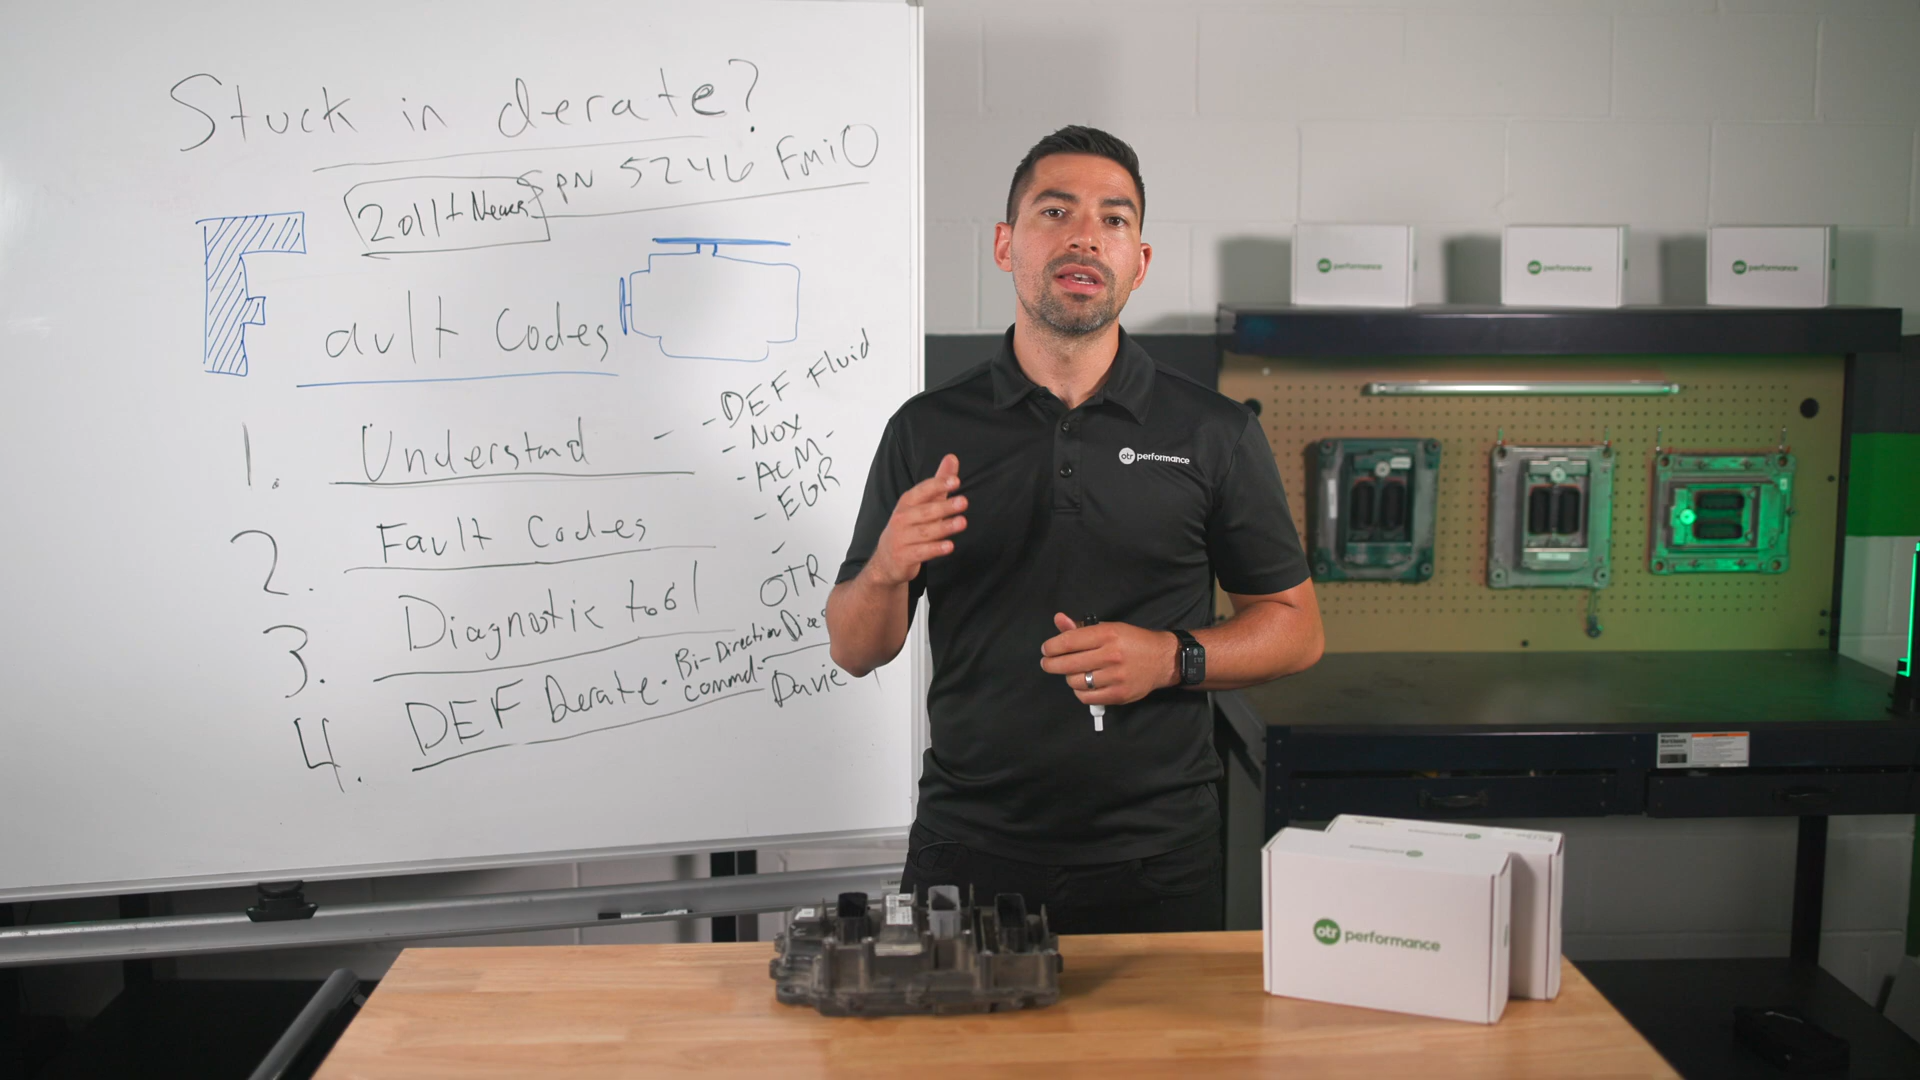 Stuck in derate?
SPN 5246 FMI 0
2011 + Newer
Fault Codes
1. Understand -
- DEF Fluid
- NOx
- ACM -
- EGR
-
2. Fault Codes
3. Diagnostic tool
OTR
4. DEF Derate -
Bi-Direction
commd-
Davie
otr performance
otr performance
otr performance
otr performance
otr performance